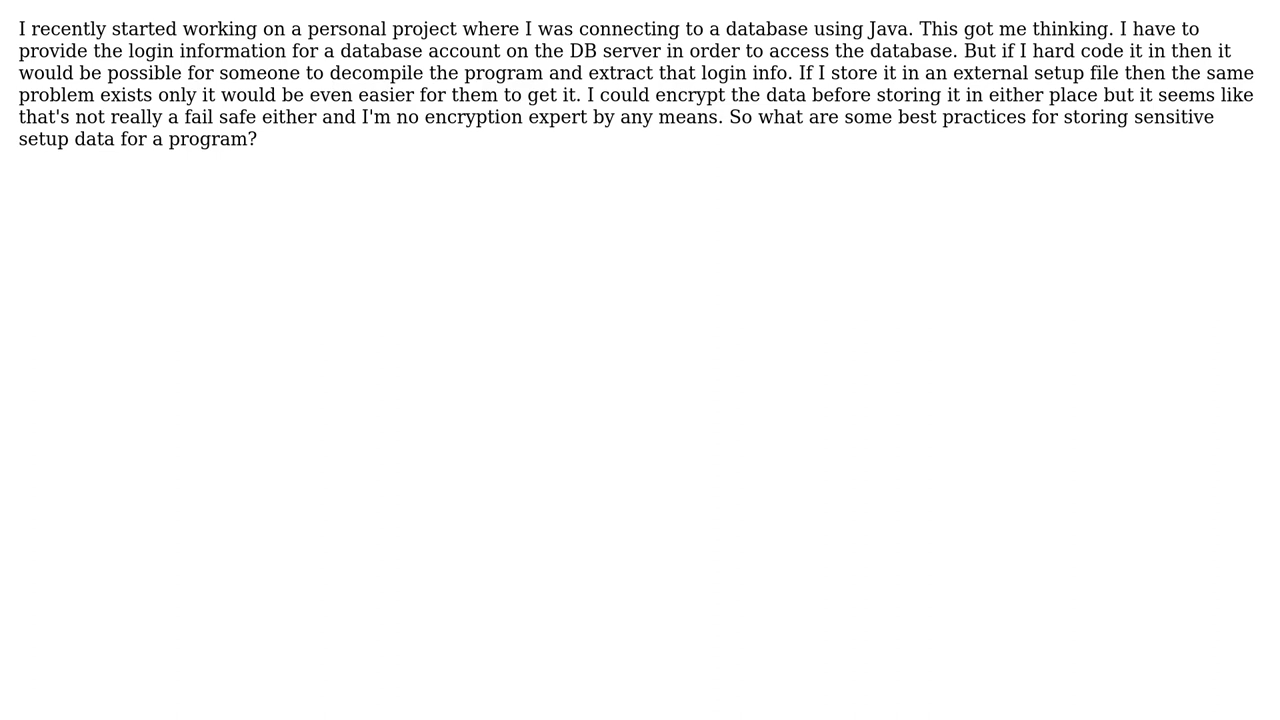 I recently started working on a personal project where I was connecting to a database using Java. This got me thinking. I have to
provide the login information for a database account on the DB server in order to access the database. But if I hard code it in then it
would be possible for someone to decompile the program and extract that login info. If I store it in an external setup file then the same
problem exists only it would be even easier for them to get it. I could encrypt the data before storing it in either place but it seems like
that's not really a fail safe either and I'm no encryption expert by any means. So what are some best practices for storing sensitive
setup data for a program?